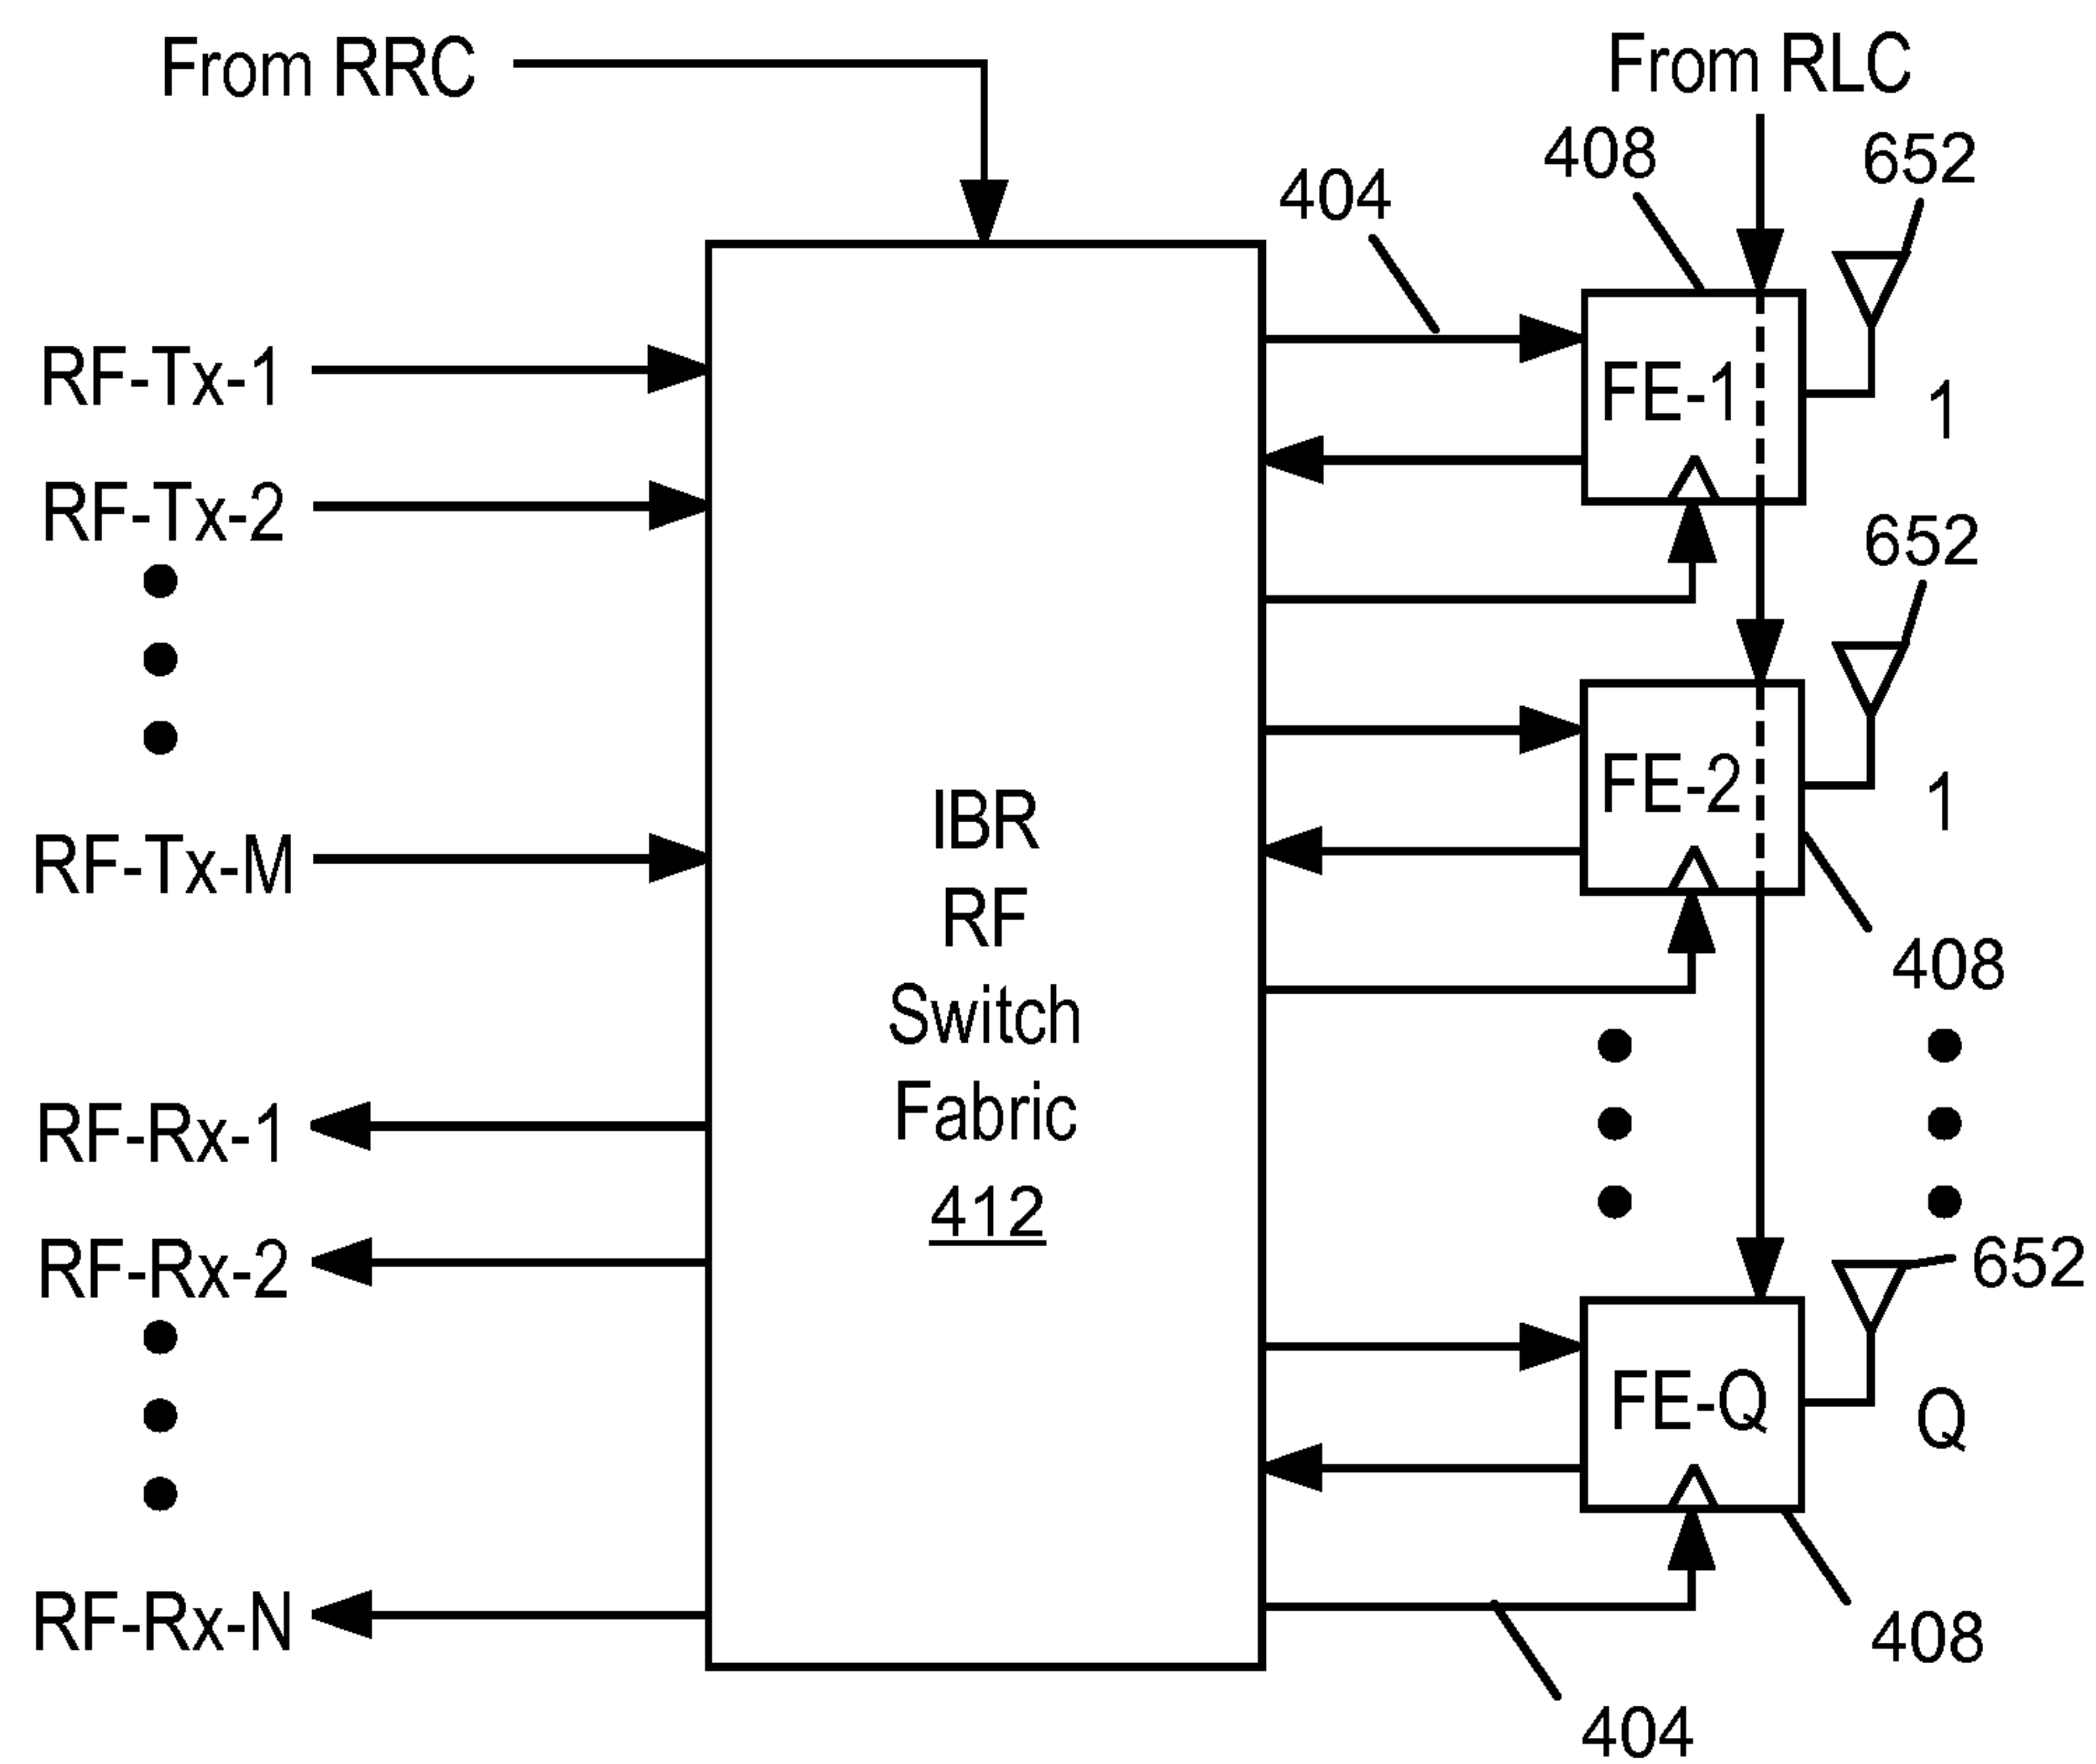 From RRC
From RLC
408
652
404
RF-Tx-1
FE-1
1
RF-Tx-2
652
FE-2
1
RF-Tx-M
408
IBR
RF
Switch
Fabric
412
RF-Rx-1
RF-Rx-2
652
FE-Q
Q
RF-Rx-N
408
404